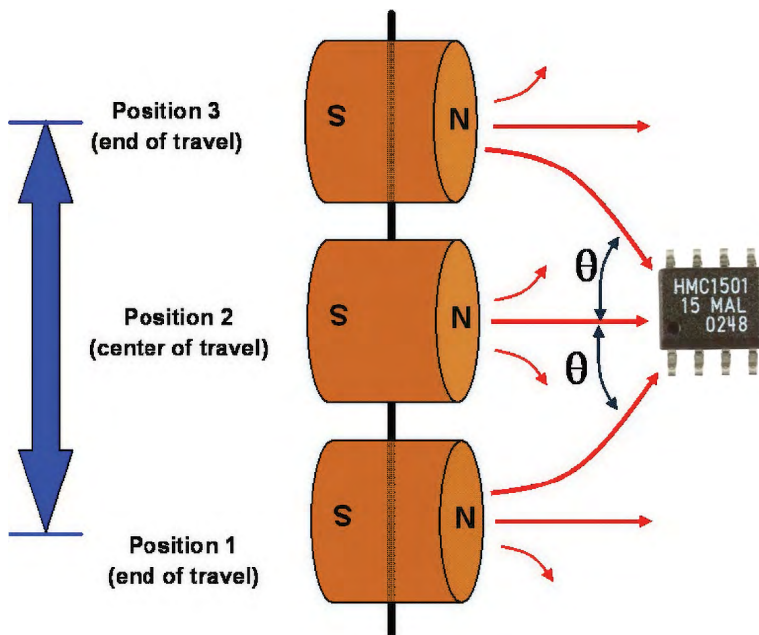 Position 3
(end of travel)
S
N
θ
Position 2
(center of travel)
S
N
HMC1501
15 MAL
0248
θ
Position 1
(end of travel)
S
N